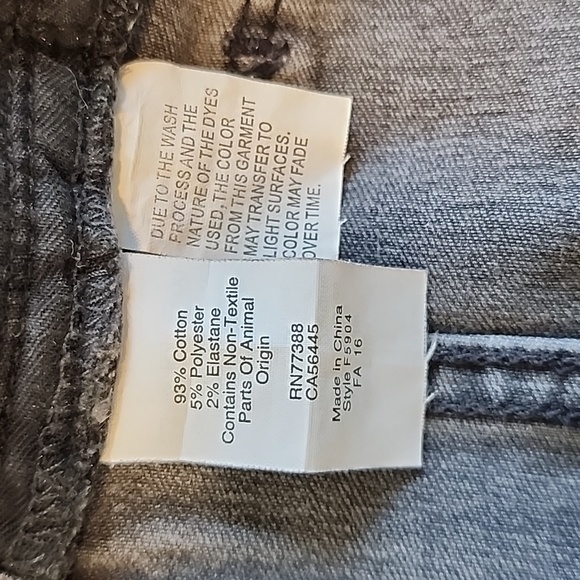 DUE TO THE WASH
PROCESS AND THE
NATURE OF THE DYES
USED, THE COLOR
FROM THIS GARMENT
MAY TRANSFER TO
LIGHT SURFACES.
COLOR MAY FADE
OVER TIME.
93% Cotton
5% Polyester
2% Elastane
Contains Non-Textile
Parts Of Animal
Origin
RN77388
CA56445
Made in China
Style F5904
FA 16